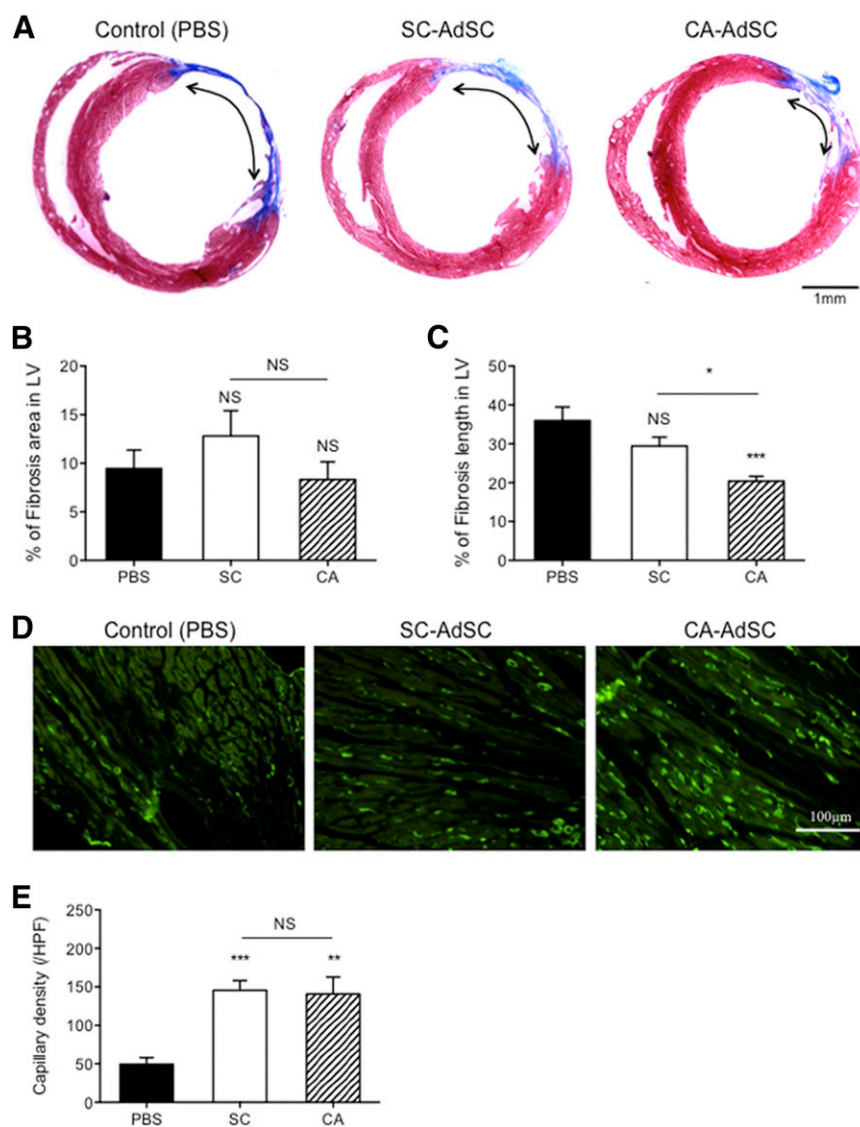 A
Control (PBS) SC-AdSC CA-AdSC
1mm
B
% of Fibrosis area in LV
20
15
10
5
0
NS
NS
NS
PBS SC CA
C
% of Fibrosis length in LV
50
40
30
20
10
0
*
NS
***
PBS SC CA
D
Control (PBS) SC-AdSC CA-AdSC
100µm
E
Capillary density (/HPF)
250
200
150
100
50
0
NS
*** **
PBS SC CA